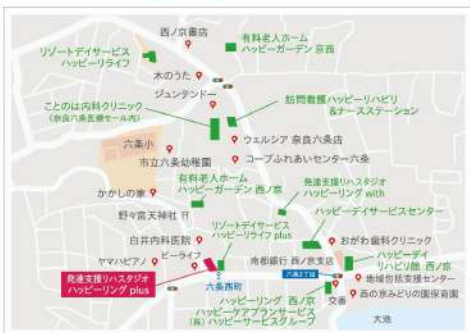 西ノ京書店
有料老人ホーム
ハッピーガーデン 京西
リゾートデイサービス
ハッピーリライフ
木のうた
ジュンテンドー
ことのは内科クリニック
(奈良六条医療モール内)
訪問看護ハッピーリハビリ
&ナースステーション
六条小
市立六条幼稚園
ウェルシア 奈良六条店
コープふれあいセンター六条
有料老人ホーム
ハッピーガーデン 西ノ京
発達支援リハスタジオ
ハッピーリング with
かかしの家
野々宮天神社
リゾートデイサービス
ハッピーリライフ plus
ハッピーデイサービスセンター
白井内科医院
おがわ歯科クリニック
ヤマハピアノ
ビーライフ
南都銀行 西ノ京支店
ハッピーデイ
リハビリ館 西ノ京
発達支援リハスタジオ
ハッピーリング plus
六条西町
六条2丁目
地域包括支援センター
ハッピーリング 西ノ京
交番
西の京みどりの園保育園
ハッピーケアプランサービス
(株)ハッピーサービスグループ
大池